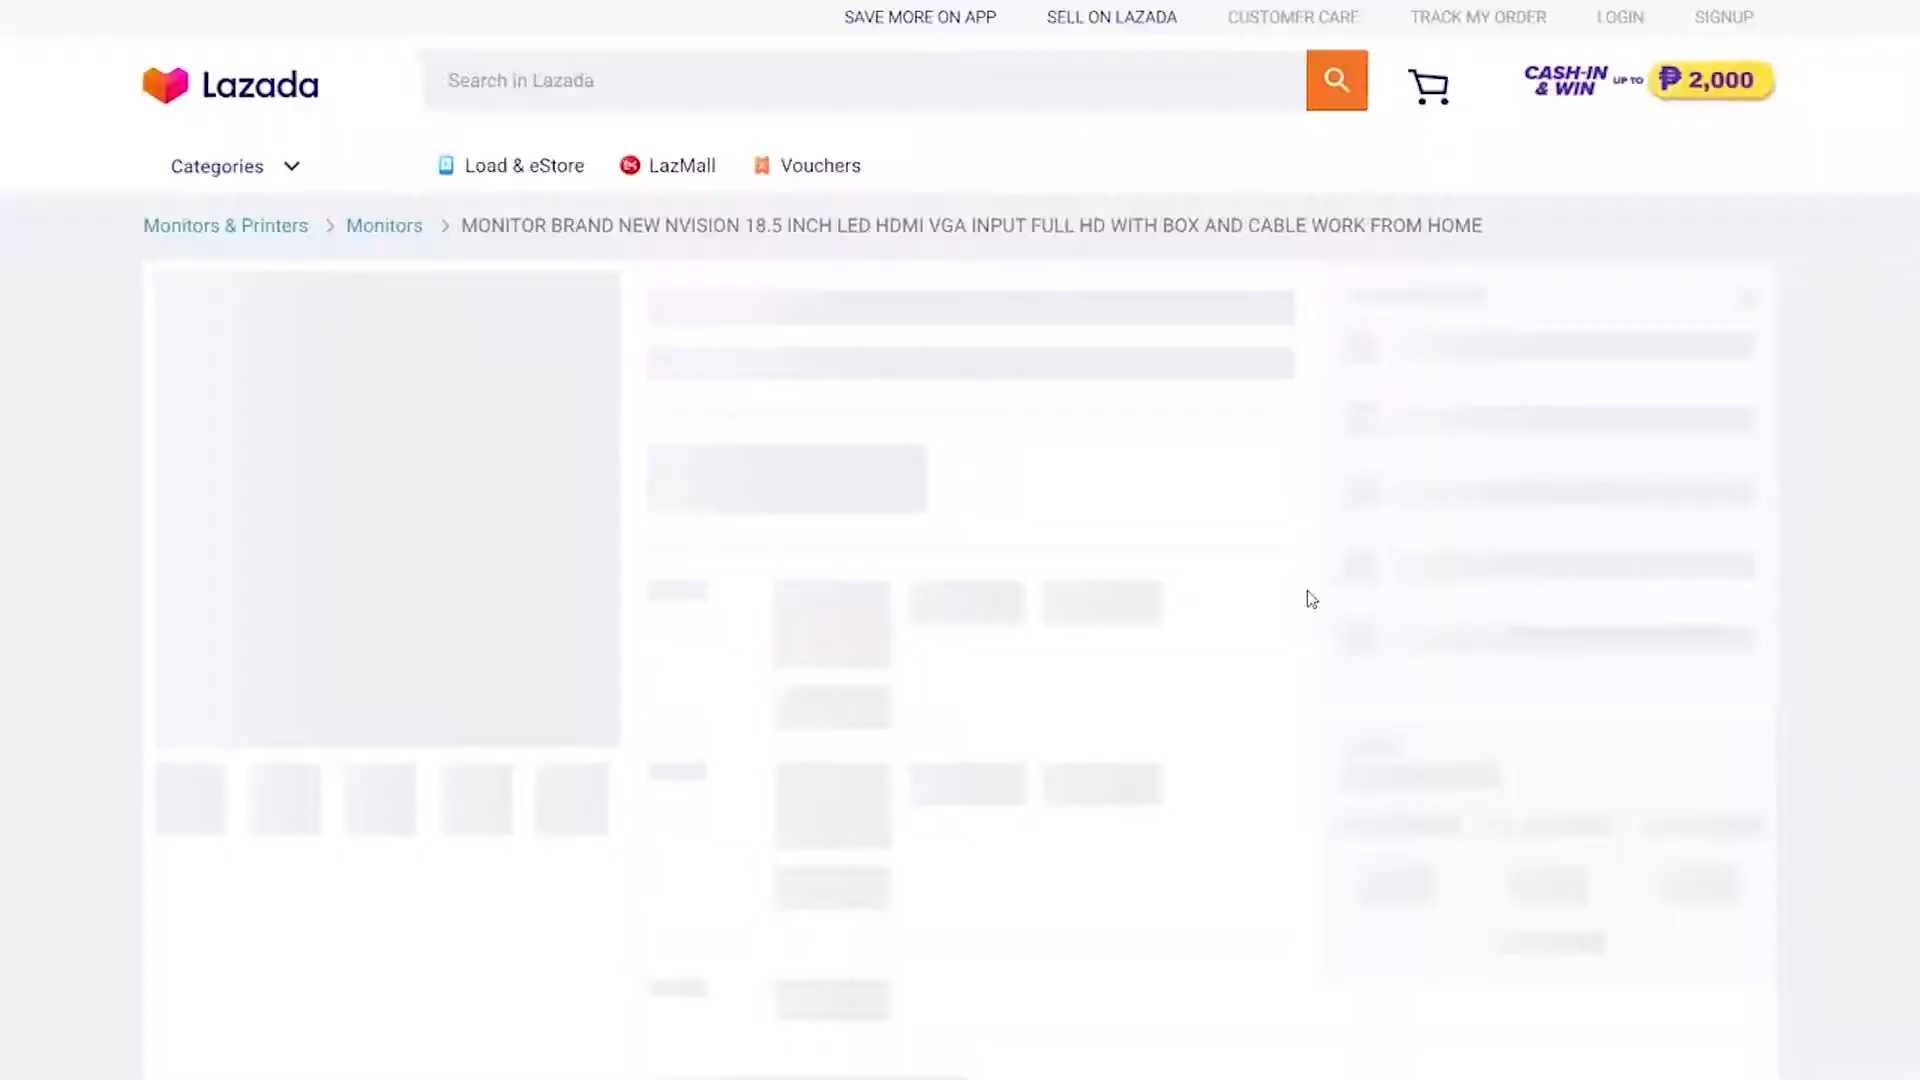 SAVE MORE ON APP SELL ON LAZADA CUSTOMER CARE TRACK MY ORDER LOGIN SIGNUP
Lazada
Search in Lazada
CASH-IN & WIN UP TO ₱ 2,000
Categories
Load & eStore LazMall Vouchers
Monitors & Printers > Monitors > MONITOR BRAND NEW NVISION 18.5 INCH LED HDMI VGA INPUT FULL HD WITH BOX AND CABLE WORK FROM HOME